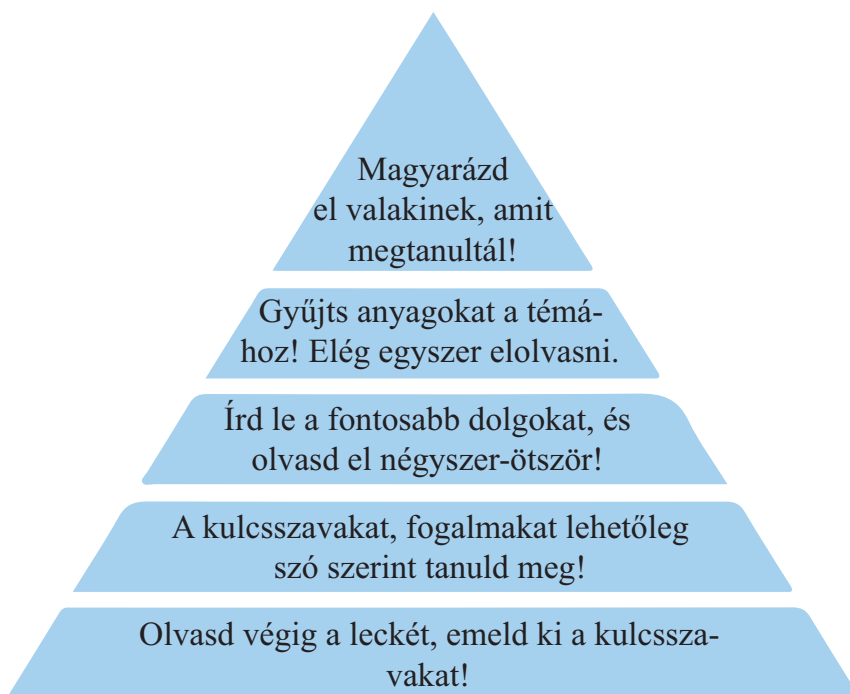 Magyarázd
el valakinek, amit
megtanultál!
Gyűjts anyagokat a témá-
hoz! Elég egyszer elolvasni.
Írd le a fontosabb dolgokat, és
olvasd el négyszer-ötször!
A kulcsszavakat, fogalmakat lehetőleg
szó szerint tanuld meg!
Olvasd végig a leckét, emeld ki a kulcssza-
vakat!